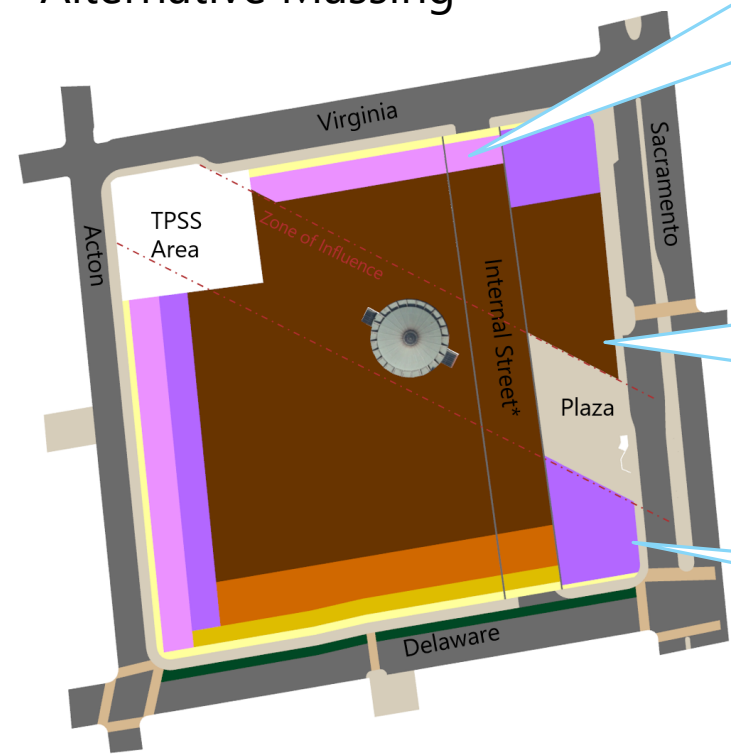 Alternative Massing
Virginia
Sacramento
TPSS
Area
Acton
Zone of Influence
Internal Street*
Plaza
Delaware